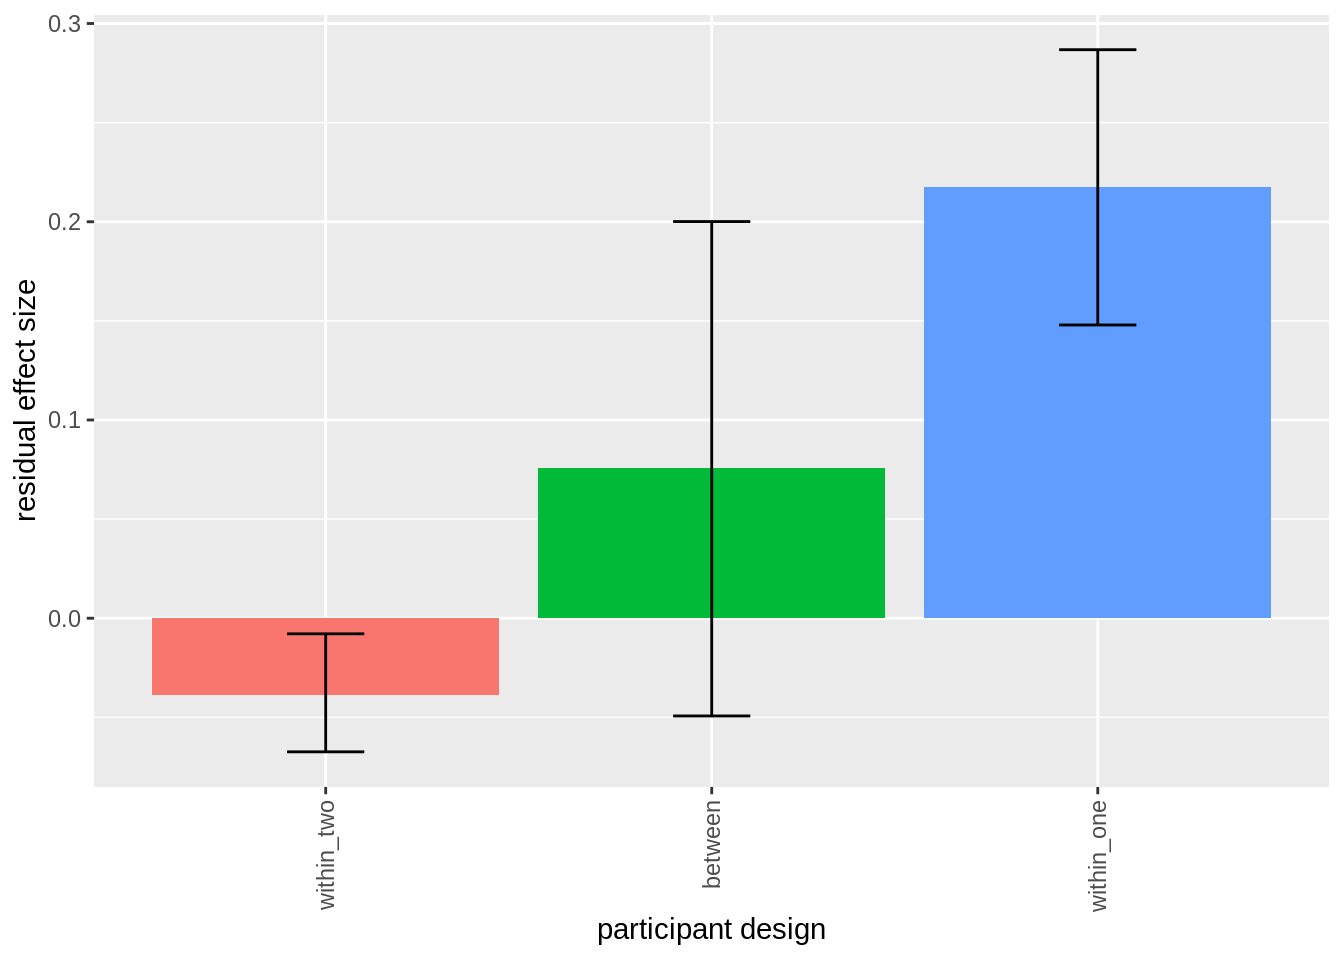 0.3
0.2
0.1
0.0
residual effect size
within_two
between
within_one
participant design